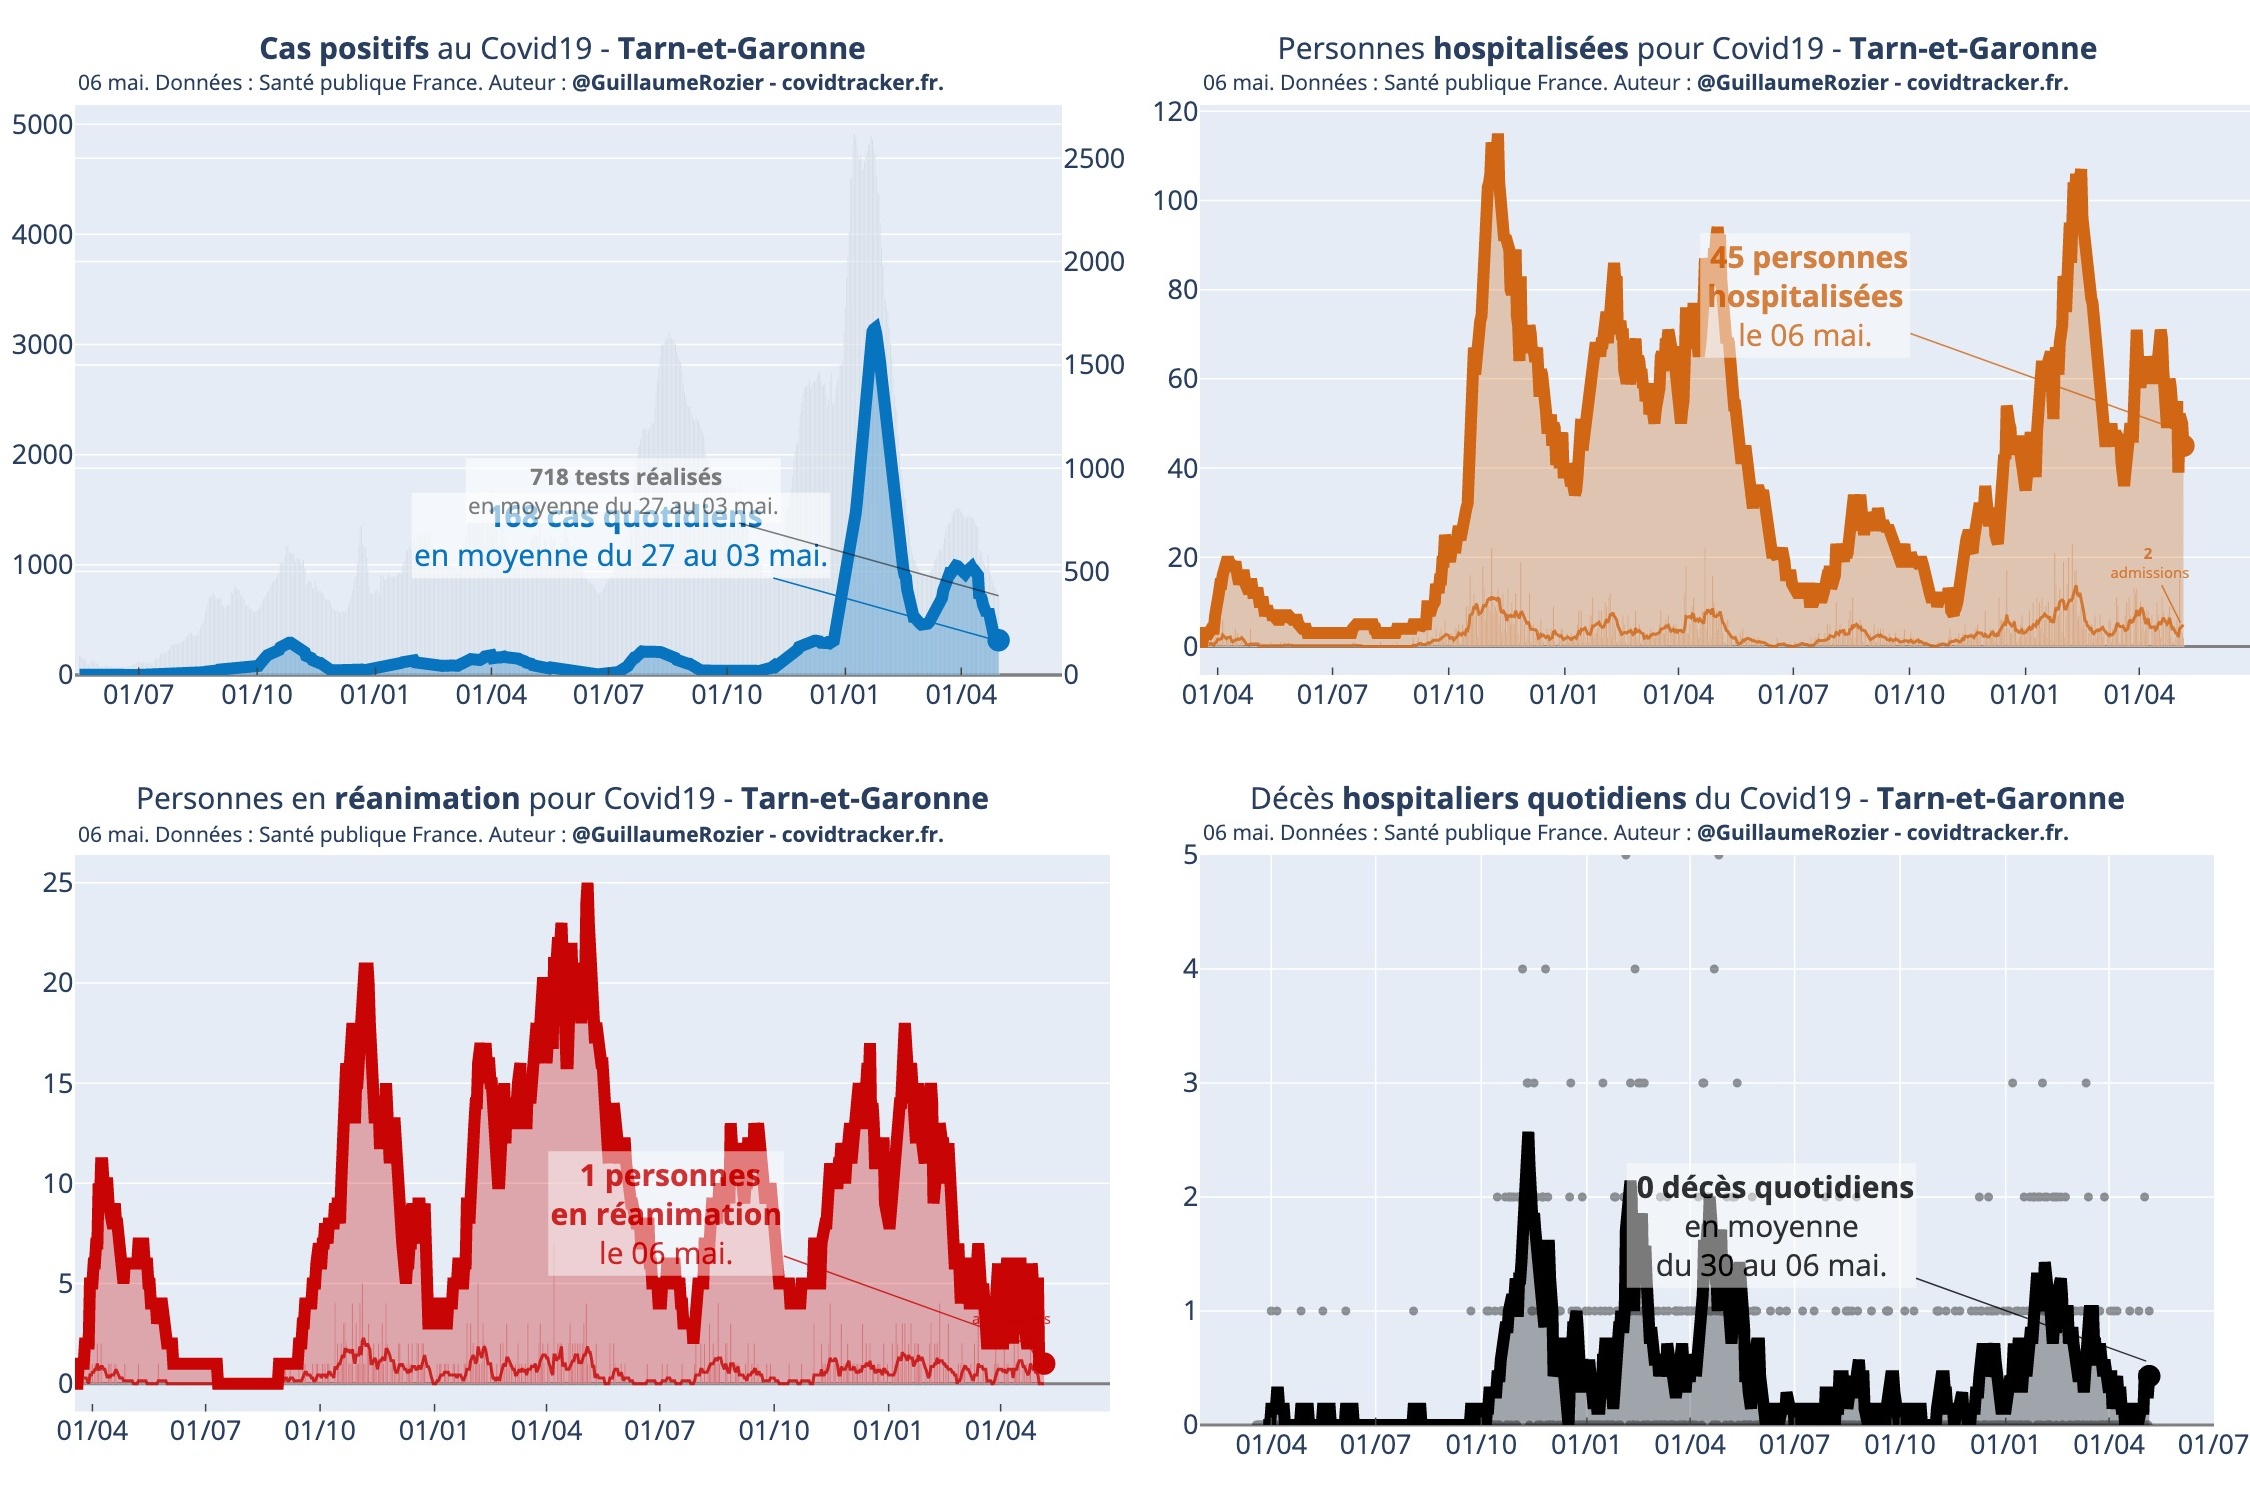 Cas positifs au Covid19 - Tarn-et-Garonne
06 mai. Données : Santé publique France. Auteur : @GuillaumeRozier - covidtracker.fr.
5000
4000
3000
2000
1000
0
2500
2000
1500
1000
500
0
718 tests réalisés
en moyenne du 27 au 03 mai.
168 cas quotidiens
en moyenne du 27 au 03 mai.
01/07 01/10 01/01 01/04 01/07 01/10 01/01 01/04
Personnes hospitalisées pour Covid19 - Tarn-et-Garonne
06 mai. Données : Santé publique France. Auteur : @GuillaumeRozier - covidtracker.fr.
120
100
80
60
40
20
0
45 personnes
hospitalisées
le 06 mai.
2
admissions
01/04 01/07 01/10 01/01 01/04 01/07 01/10 01/01 01/04
Personnes en réanimation pour Covid19 - Tarn-et-Garonne
06 mai. Données : Santé publique France. Auteur : @GuillaumeRozier - covidtracker.fr.
25
20
15
10
5
0
1 personnes
en réanimation
le 06 mai.
01/04 01/07 01/10 01/01 01/04 01/07 01/10 01/01 01/04
Décès hospitaliers quotidiens du Covid19 - Tarn-et-Garonne
06 mai. Données : Santé publique France. Auteur : @GuillaumeRozier - covidtracker.fr.
5
4
3
2
1
0
0 décès quotidiens
en moyenne
du 30 au 06 mai.
01/04 01/07 01/10 01/01 01/04 01/07 01/10 01/01 01/04 01/07